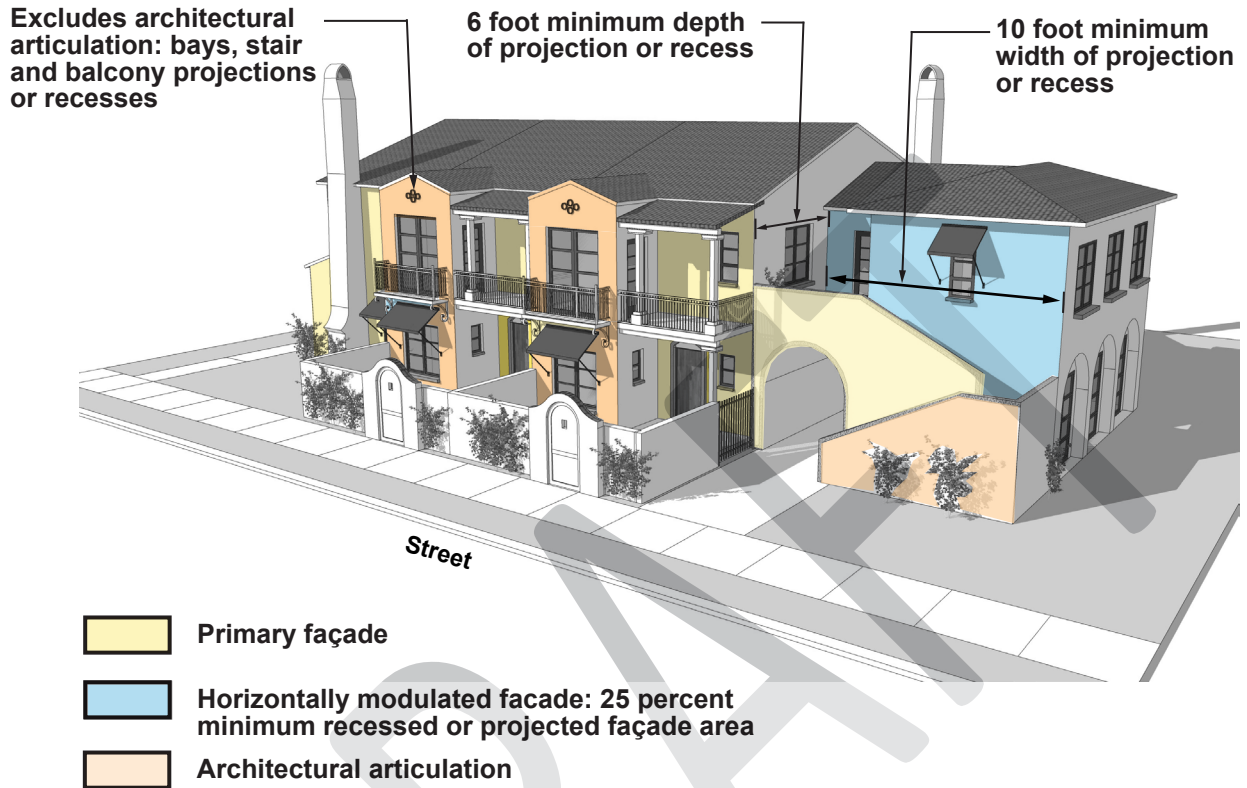 Excludes architectural
articulation: bays, stair
and balcony projections
or recesses
6 foot minimum depth
of projection or recess
10 foot minimum
width of projection
or recess
Street
Primary façade
Horizontally modulated facade: 25 percent
minimum recessed or projected façade area
Architectural articulation
DRAFT